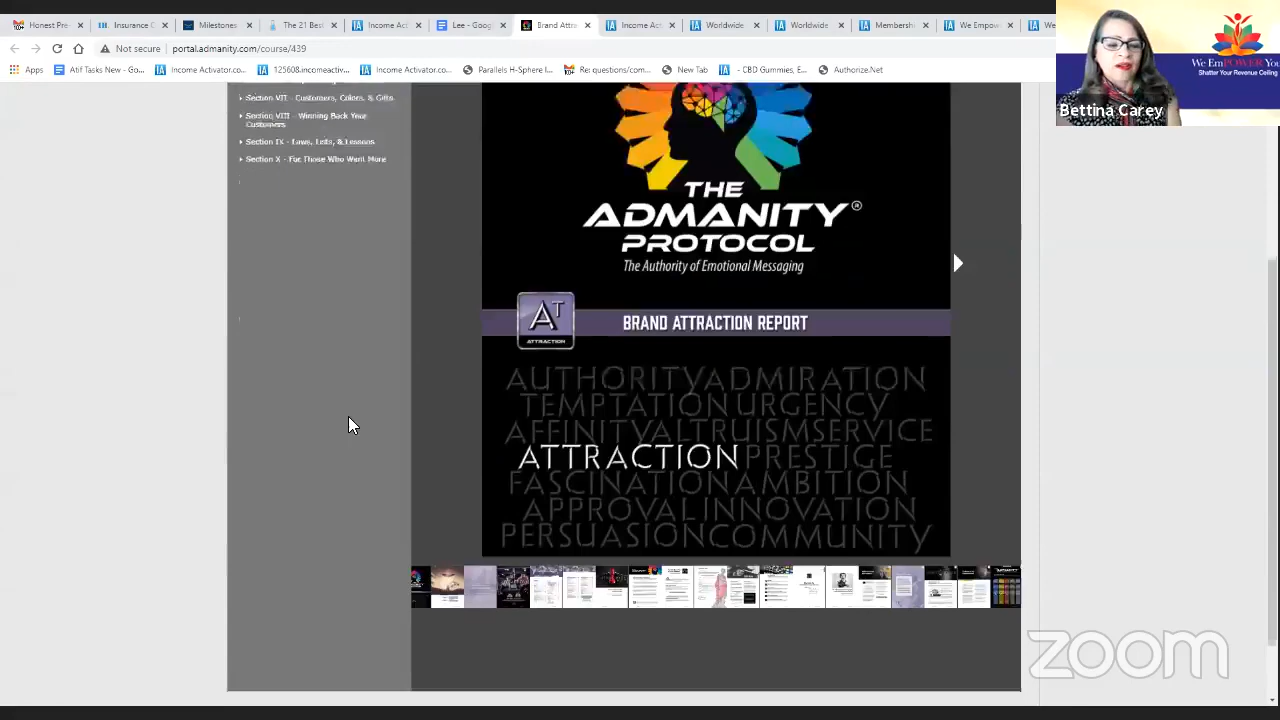 Honest Pre
Insurance C
Milestones
The 21 Best
Income Act
Lee - Goog
Brand Attra
Income Act
Worldwide
Worldwide
Membersh
We Empow
We
Not secure
portal.admanity.com/course/439
Apps
Atif Tasks New - Go...
Income Activator.co...
125608.incomeactiv...
Income Activator.co...
Parallels H-Sphere l...
Re: questions/com...
New Tab
- CBD Gummies, E...
Authorize.Net
We EmPOWER You
Shatter Your Revenue Ceiling
Bettina Carey
Section VII - Customers, Colors, & Gifts
Section VIII - Winning Back Your
Customers
Section IX - Laws, Lists, & Lessons
Section X - For Those Who Want More
THE
ADMANITY®
PROTOCOL
The Authority of Emotional Messaging
AT
ATTRACTION
BRAND ATTRACTION REPORT
AUTHORITYADMIRATION
TEMPTATIONURGENCY
AFFINITYALTRUISMSERVICE
ATTRACTIONPRESTIGE
FASCINATIONAMBITION
APPROVALINNOVATION
PERSUASIONCOMMUNITY
zoom